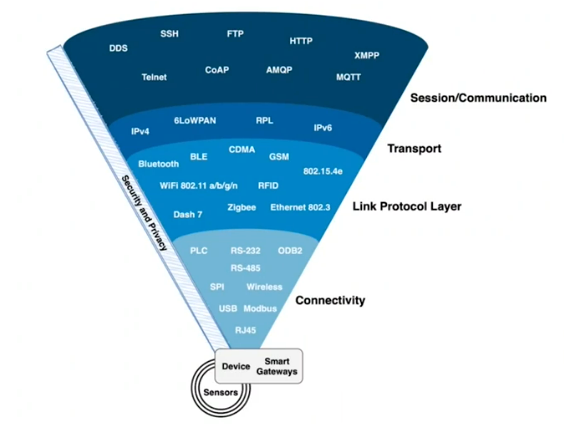 SSH FTP HTTP
DDS XMPP
Telnet CoAP AMQP MQTT
Session/Communication
IPv4 6LoWPAN RPL IPv6
Transport
Bluetooth BLE CDMA GSM 802.15.4e
WiFi 802.11 a/b/g/n RFID
Dash 7 Zigbee Ethernet 802.3
Link Protocol Layer
Security and Privacy
PLC RS-232 ODB2
RS-485
SPI Wireless
Connectivity
USB Modbus
RJ45
Device
Smart
Gateways
Sensors